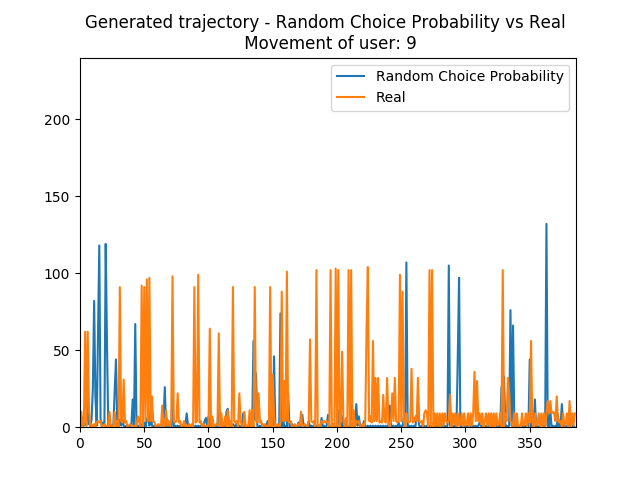 Generated trajectory - Random Choice Probability vs Real
Movement of user: 9
Random Choice Probability
Real
200
150
100
50
0
0 50 100 150 200 250 300 350